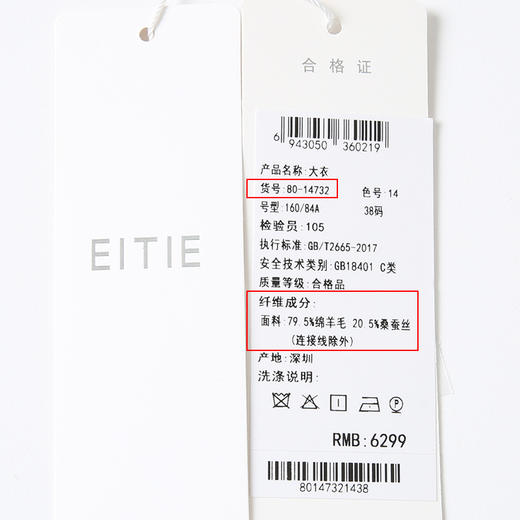 EITIE
合格证
6 943050 360219
产品名称:大衣
货号:80-14732 色号:14
号型:160/84A 38码
检验员:105
执行标准:GB/T2665-2017
安全技术类别:GB18401 C类
质量等级:合格品
纤维成分:
面料:79.5%绵羊毛 20.5%桑蚕丝
(连接线除外)
产地:深圳
洗涤说明:
P
RMB:6299
80147321438